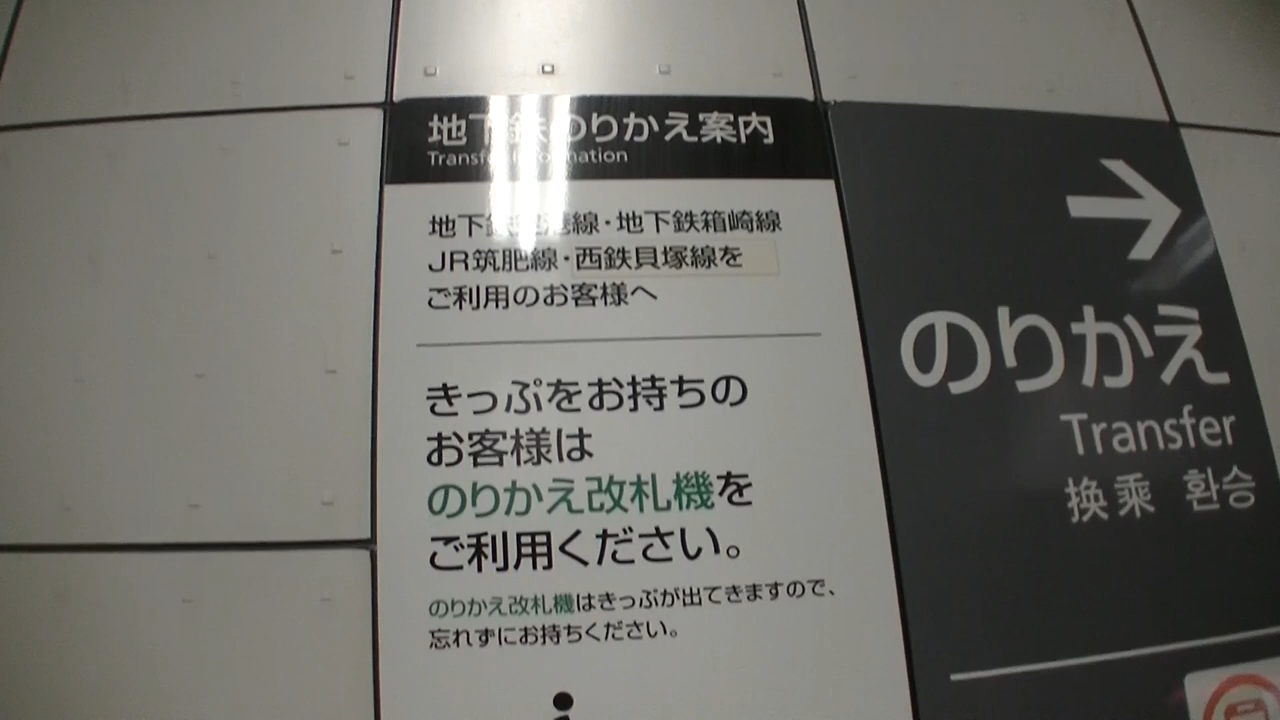 地下鉄のりかえ案内
Transfer Information
地下鉄空港線・地下鉄箱崎線
JR筑肥線・西鉄貝塚線を
ご利用のお客様へ
きっぷをお持ちの
お客様は
のりかえ改札機を
ご利用ください。
のりかえ改札機はきっぷが出てきますので、
忘れずにお持ちください。
のりかえ
Transfer
換乘 환승